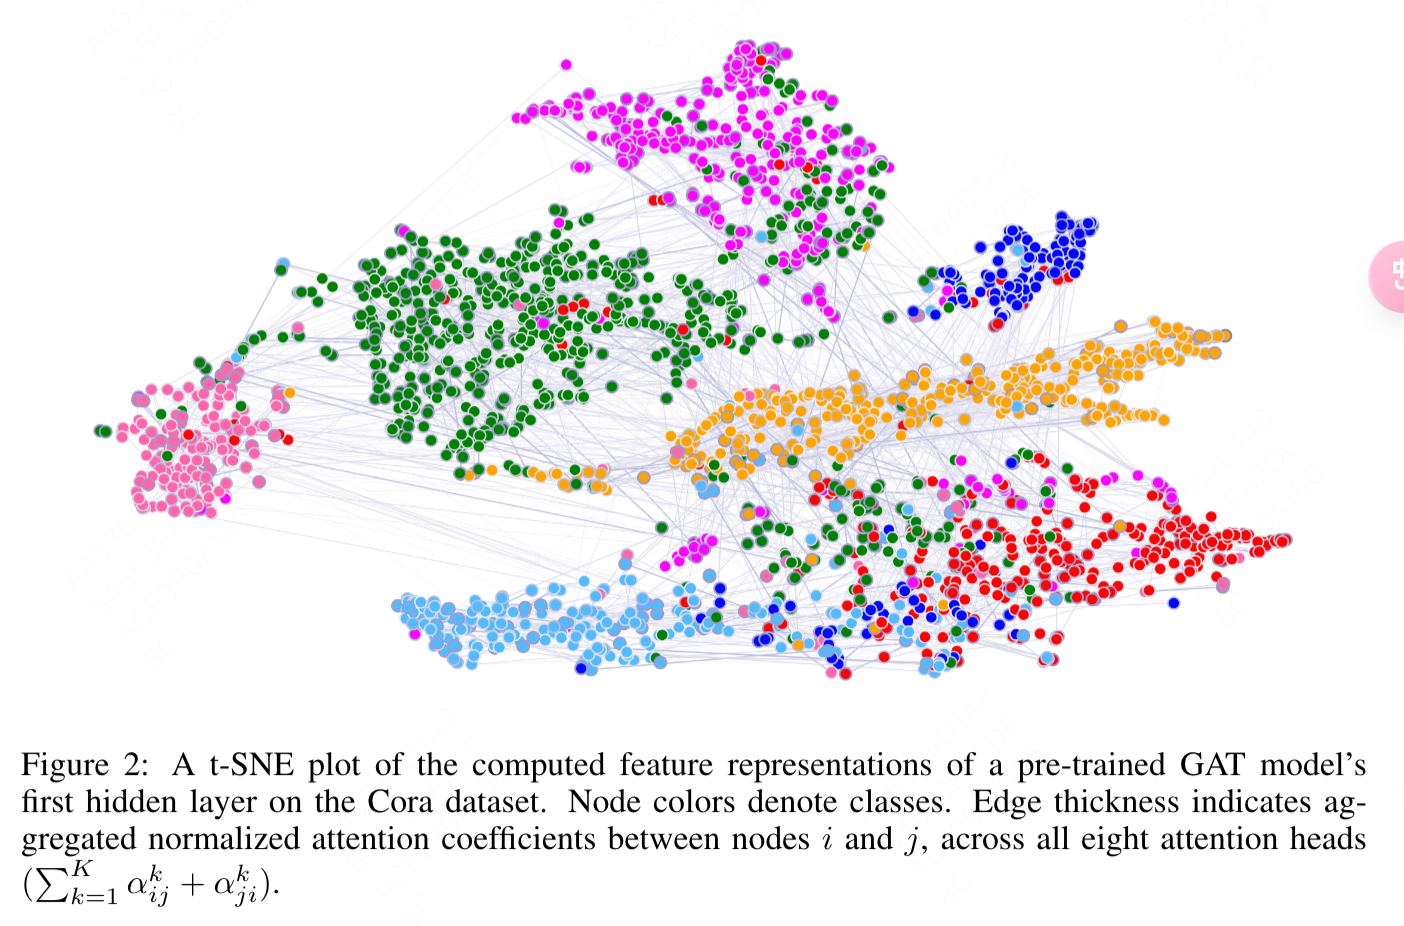 Figure 2: A t-SNE plot of the computed feature representations of a pre-trained GAT model's
first hidden layer on the Cora dataset. Node colors denote classes. Edge thickness indicates ag-
gregated normalized attention coefficients between nodes i and j, across all eight attention heads
(∑_{k=1}^{K} α_{ij}^{k} + α_{ji}^{k}).